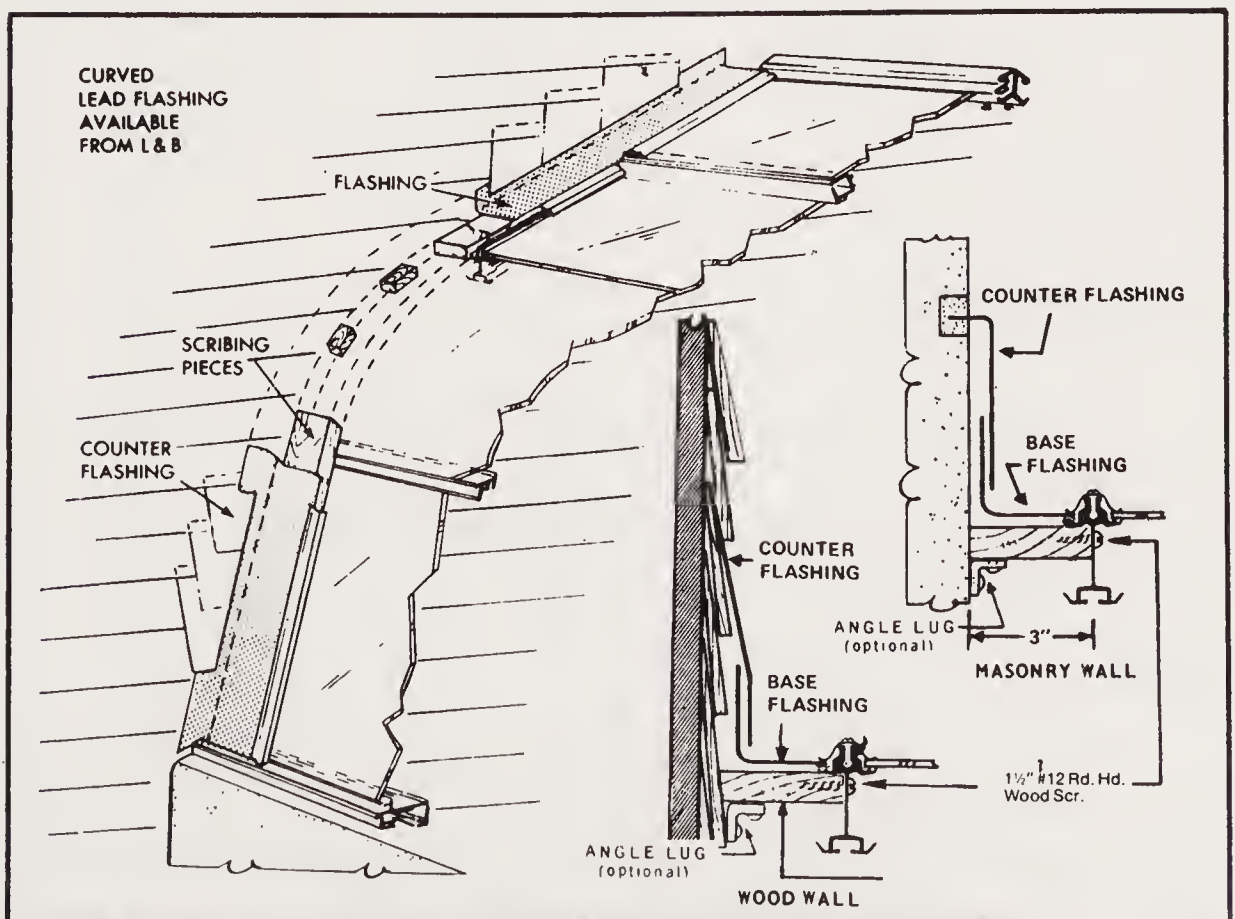 CURVED
LEAD FLASHING
AVAILABLE
FROM L & B
FLASHING
SCRIBING
PIECES
COUNTER
FLASHING
COUNTER FLASHING
BASE
FLASHING
ANGLE LUG
(optional)
3"
MASONRY WALL
COUNTER
FLASHING
BASE
FLASHING
1½" #12 Rd. Hd.
Wood Scr.
ANGLE LUG
(optional)
WOOD WALL